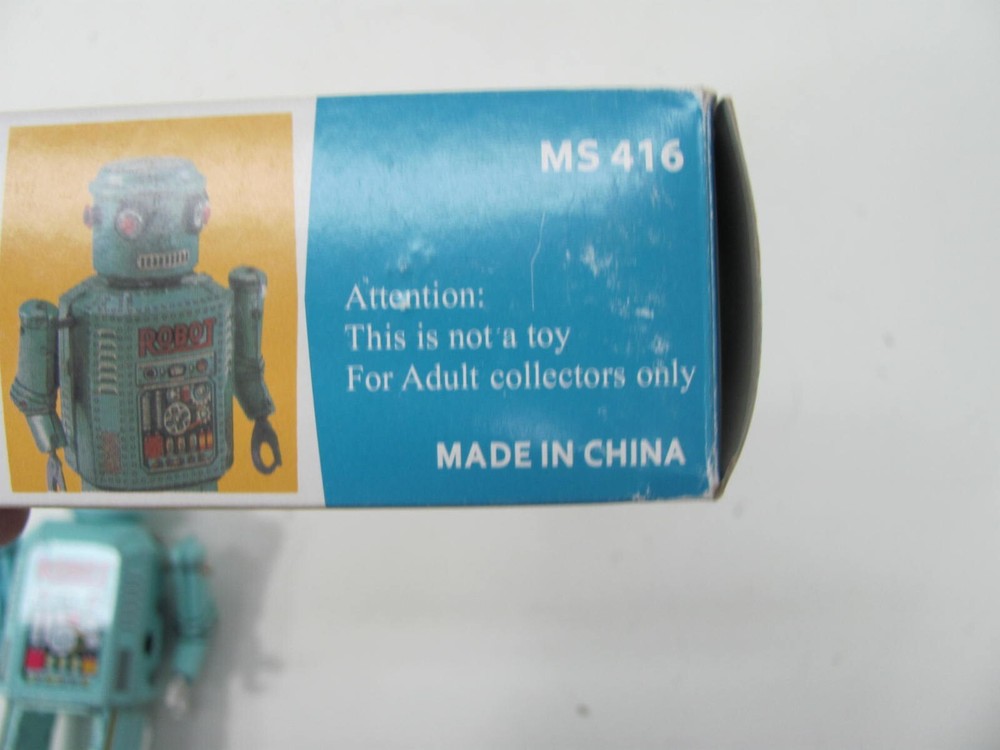 MS 416
Attention:
This is not a toy
For Adult collectors only
MADE IN CHINA
ROBOT